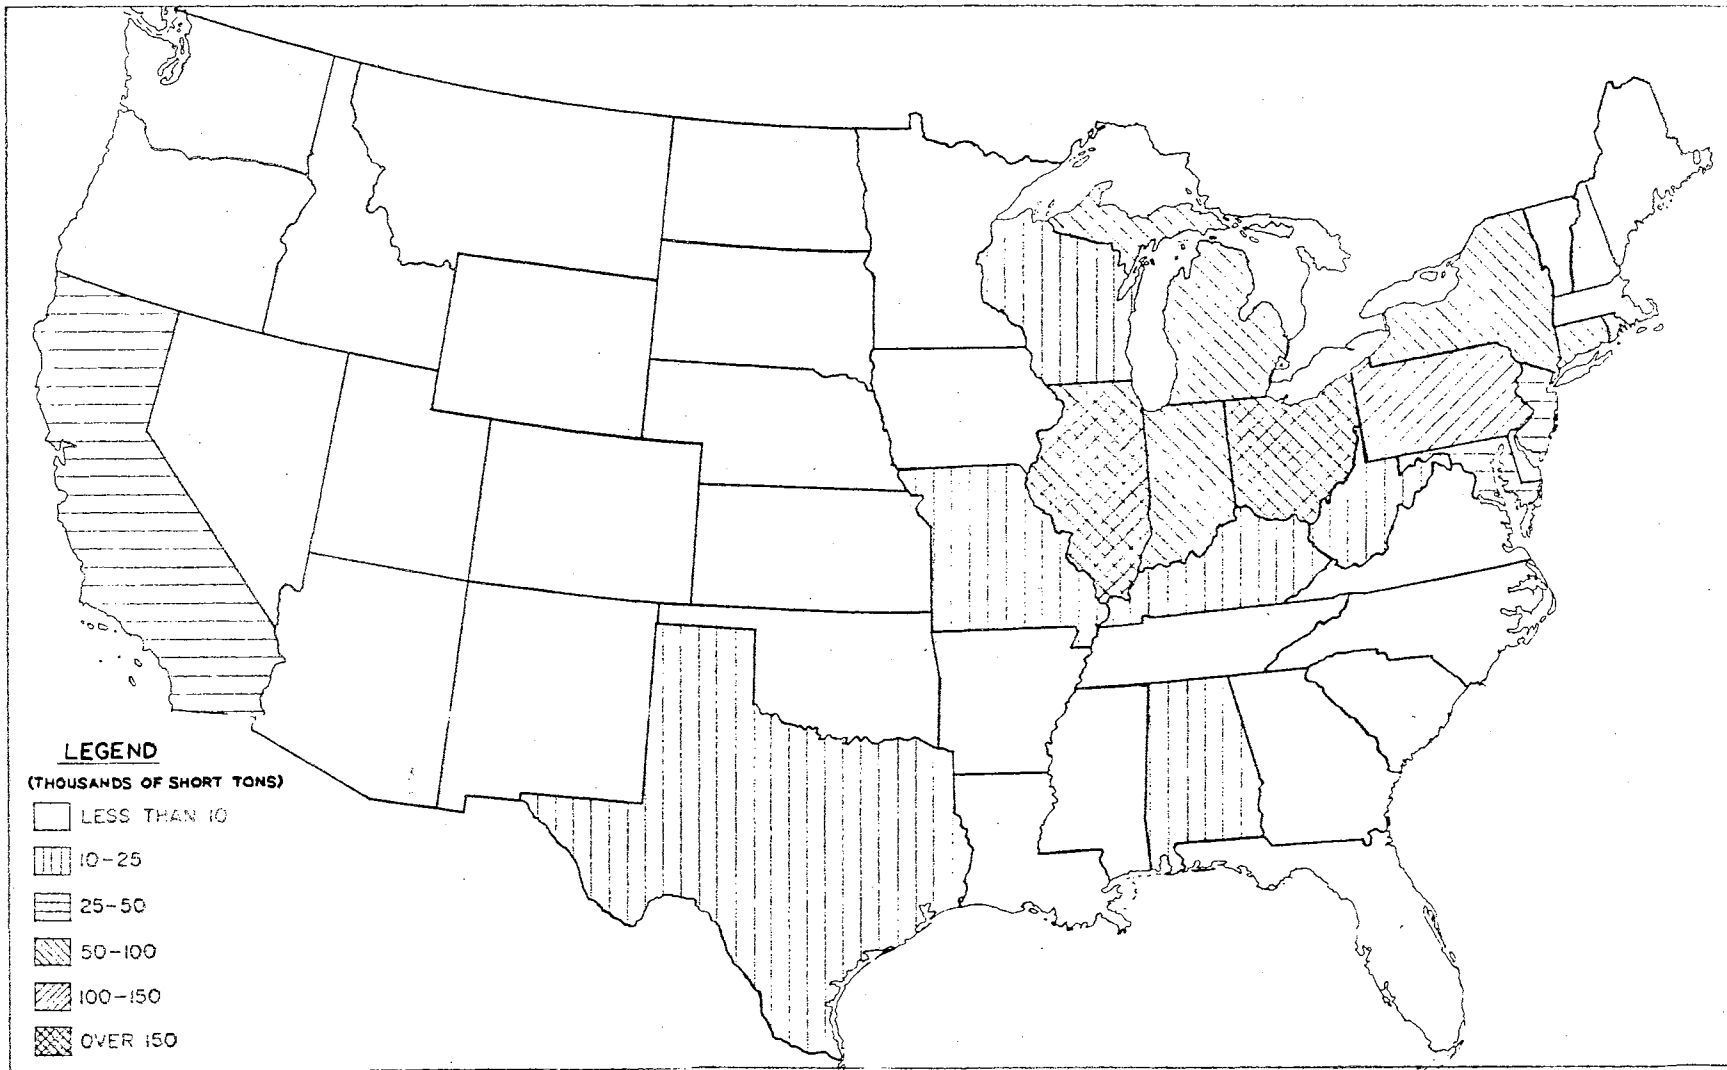 LEGEND
(THOUSANDS OF SHORT TONS)
LESS THAN 10
10-25
25-50
50-100
100-150
OVER 150